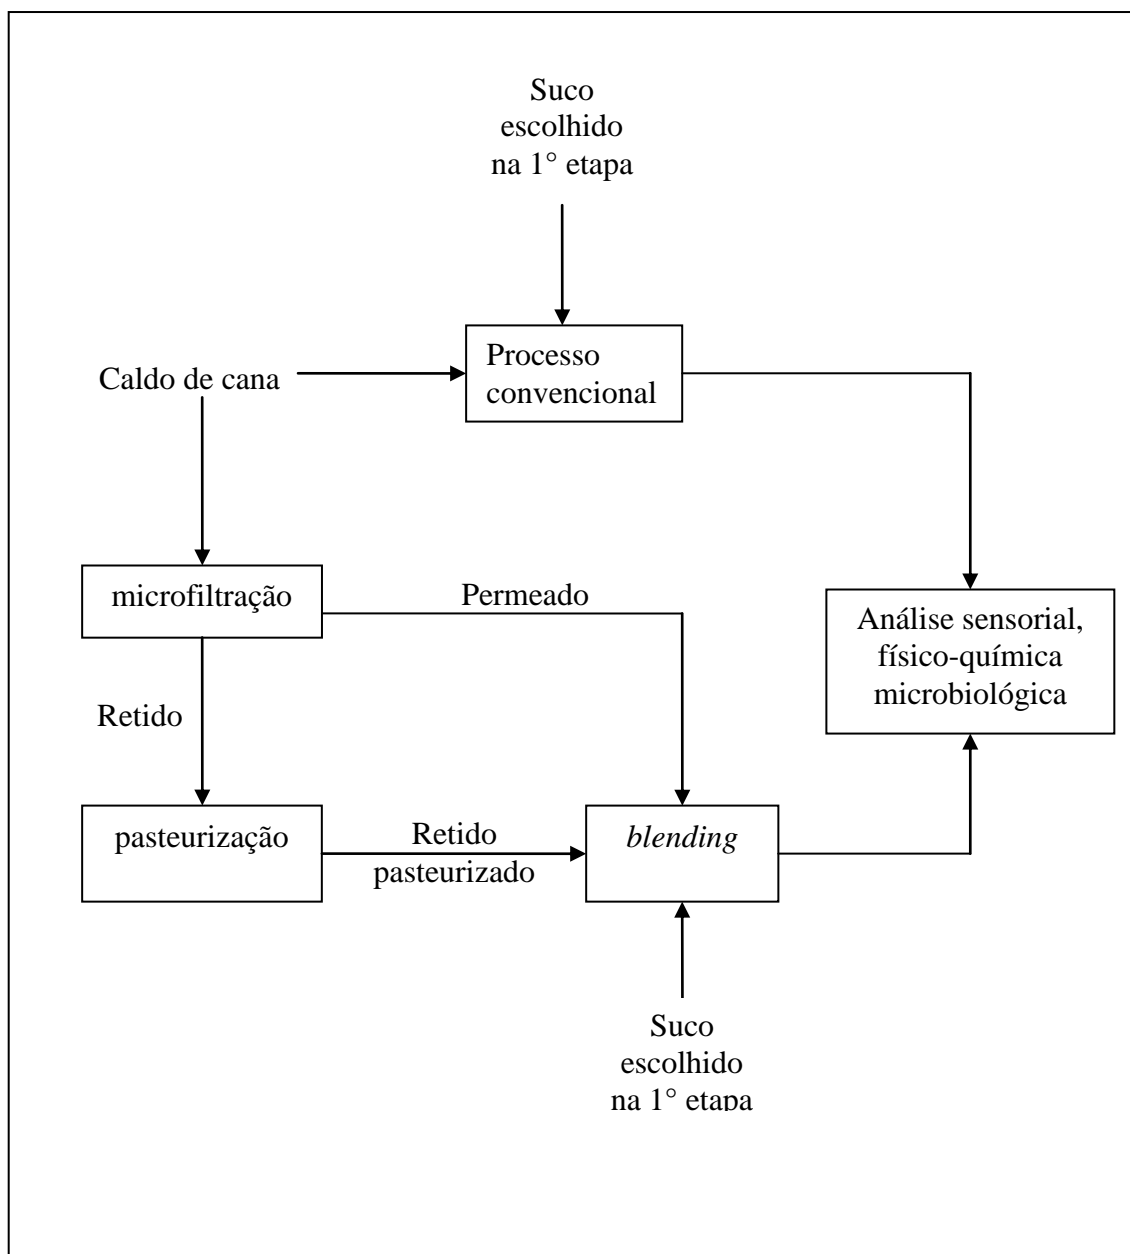 Suco
escolhido
na 1° etapa
Processo
convencional
Caldo de cana
microfiltração
Permeado
Análise sensorial,
físico-química
microbiológica
Retido
pasteurização
Retido
pasteurizado
blending
Suco
escolhido
na 1° etapa